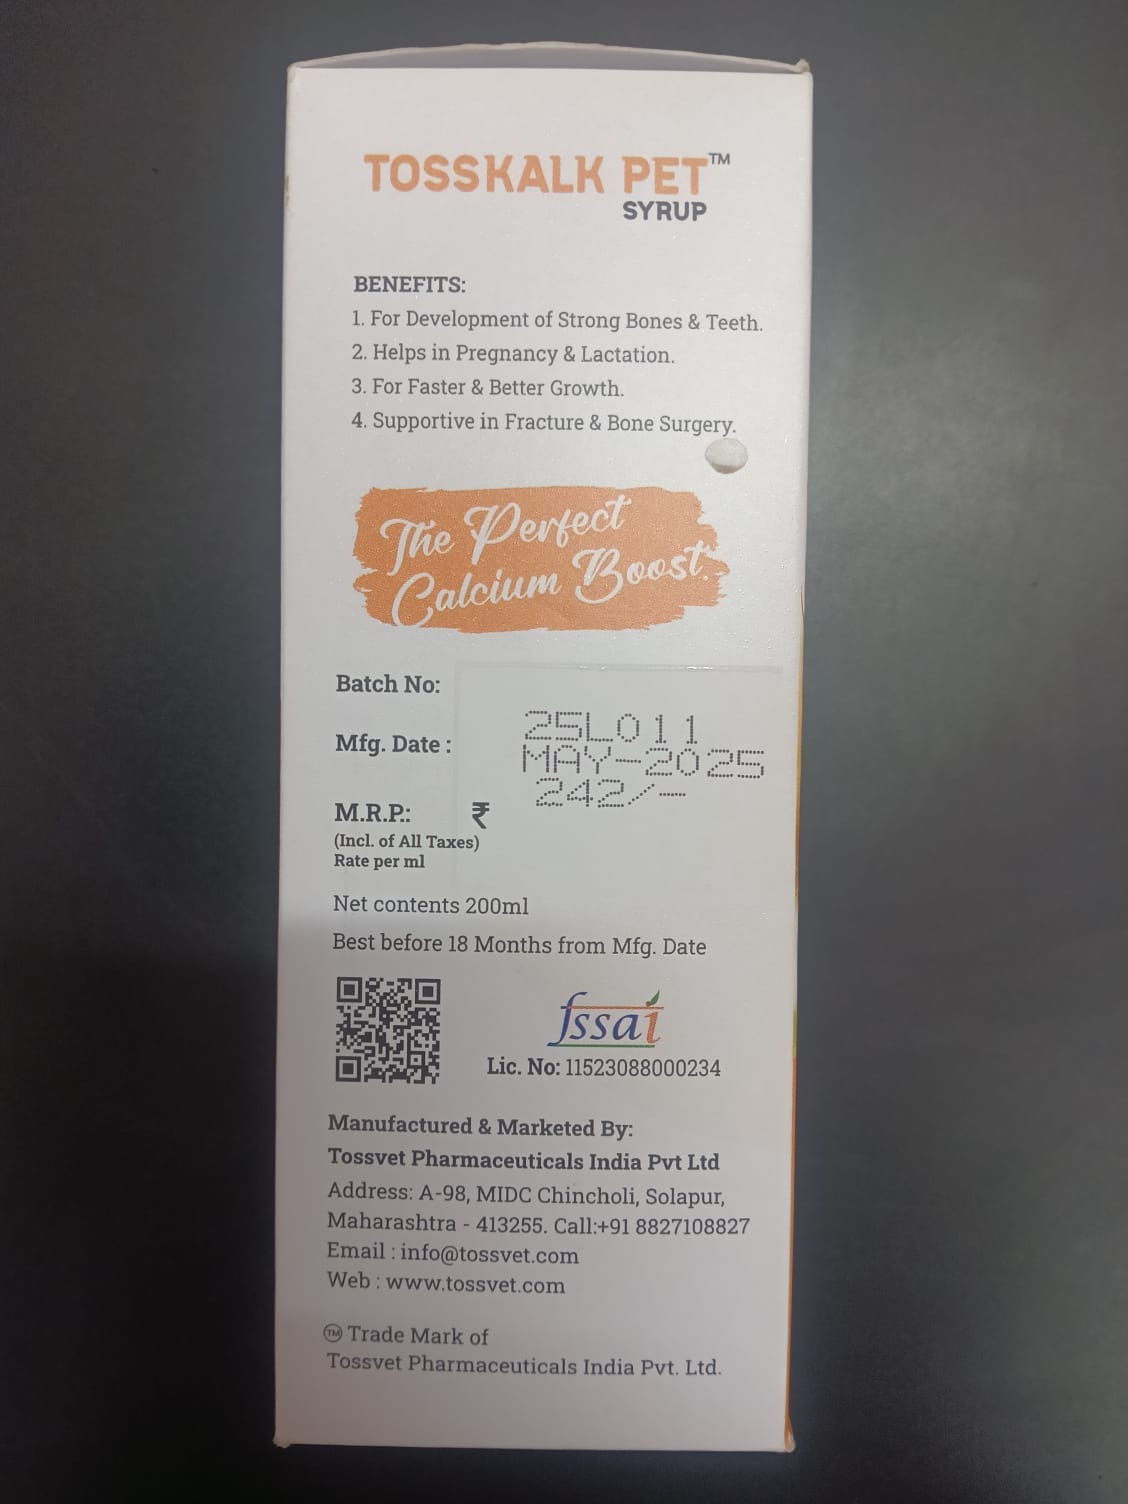 TOSSKALK PET™
SYRUP
BENEFITS:
1. For Development of Strong Bones & Teeth.
2. Helps in Pregnancy & Lactation.
3. For Faster & Better Growth.
4. Supportive in Fracture & Bone Surgery.
The Perfect
Calcium Boost.
Batch No:
25L011
Mfg. Date :
MAY-2025
M.R.P.: ₹
242/-
(Incl. of All Taxes)
Rate per ml
Net contents 200ml
Best before 18 Months from Mfg. Date
fssai
Lic. No: 11523088000234
Manufactured & Marketed By:
Tossvet Pharmaceuticals India Pvt Ltd
Address: A-98, MIDC Chincholi, Solapur,
Maharashtra - 413255. Call:+91 8827108827
Email : info@tossvet.com
Web : www.tossvet.com
™ Trade Mark of
Tossvet Pharmaceuticals India Pvt. Ltd.